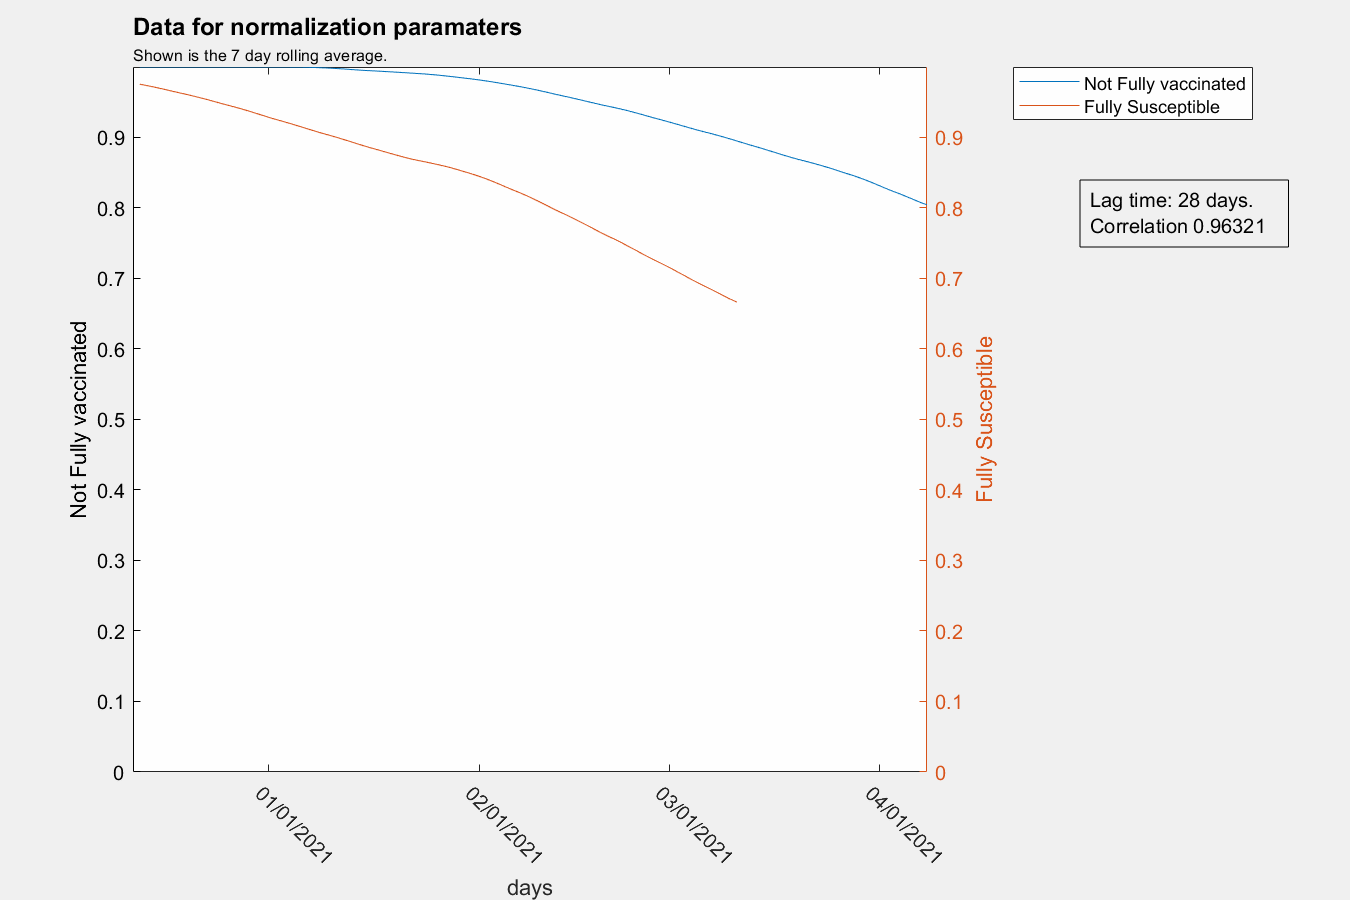 Data for normalization paramaters
Shown is the 7 day rolling average.
Not Fully vaccinated
Fully Susceptible
Lag time: 28 days.
Correlation 0.96321
0.9
0.8
0.7
0.6
0.5
0.4
0.3
0.2
0.1
0
Not Fully vaccinated
0.9
0.8
0.7
0.6
0.5
0.4
0.3
0.2
0.1
0
Fully Susceptible
01/01/2021
02/01/2021
03/01/2021
04/01/2021
days